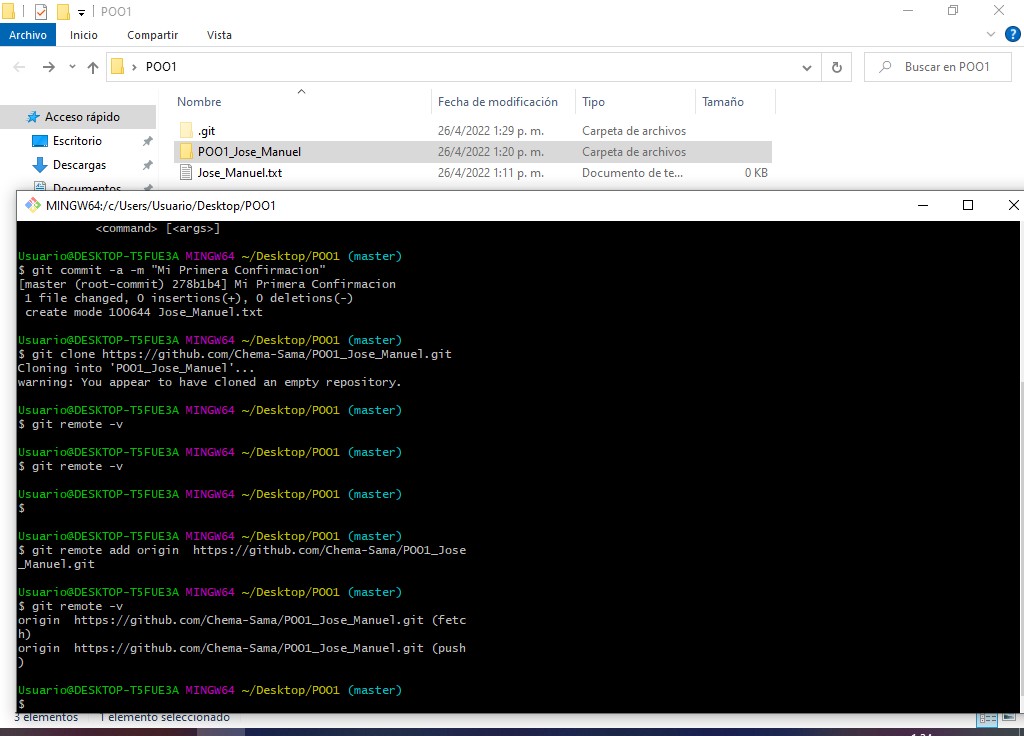 POO1
Archivo Inicio Compartir Vista
POO1
Buscar en POO1
Nombre Fecha de modificación Tipo Tamaño
Acceso rápido
Escritorio
Descargas
Documentos
.git 26/4/2022 1:29 p. m. Carpeta de archivos
POO1_Jose_Manuel 26/4/2022 1:20 p. m. Carpeta de archivos
Jose_Manuel.txt 26/4/2022 1:11 p. m. Documento de te... 0 KB
MINGW64:/c/Users/Usuario/Desktop/POO1
<command> [<args>]
Usuario@DESKTOP-T5FUE3A MINGW64 ~/Desktop/POO1 (master)
$ git commit -a -m "Mi Primera Confirmacion"
[master (root-commit) 278b1b4] Mi Primera Confirmacion
1 file changed, 0 insertions(+), 0 deletions(-)
create mode 100644 Jose_Manuel.txt
Usuario@DESKTOP-T5FUE3A MINGW64 ~/Desktop/POO1 (master)
$ git clone https://github.com/Chema-Sama/POO1_Jose_Manuel.git
Cloning into 'POO1_Jose_Manuel'...
warning: You appear to have cloned an empty repository.
Usuario@DESKTOP-T5FUE3A MINGW64 ~/Desktop/POO1 (master)
$ git remote -v
Usuario@DESKTOP-T5FUE3A MINGW64 ~/Desktop/POO1 (master)
$ git remote -v
Usuario@DESKTOP-T5FUE3A MINGW64 ~/Desktop/POO1 (master)
$
Usuario@DESKTOP-T5FUE3A MINGW64 ~/Desktop/POO1 (master)
$ git remote add origin  https://github.com/Chema-Sama/POO1_Jose
_Manuel.git
Usuario@DESKTOP-T5FUE3A MINGW64 ~/Desktop/POO1 (master)
$ git remote -v
origin  https://github.com/Chema-Sama/POO1_Jose_Manuel.git (fetc
h)
origin  https://github.com/Chema-Sama/POO1_Jose_Manuel.git (push
)
Usuario@DESKTOP-T5FUE3A MINGW64 ~/Desktop/POO1 (master)
$
3 elementos 1 elemento seleccionado